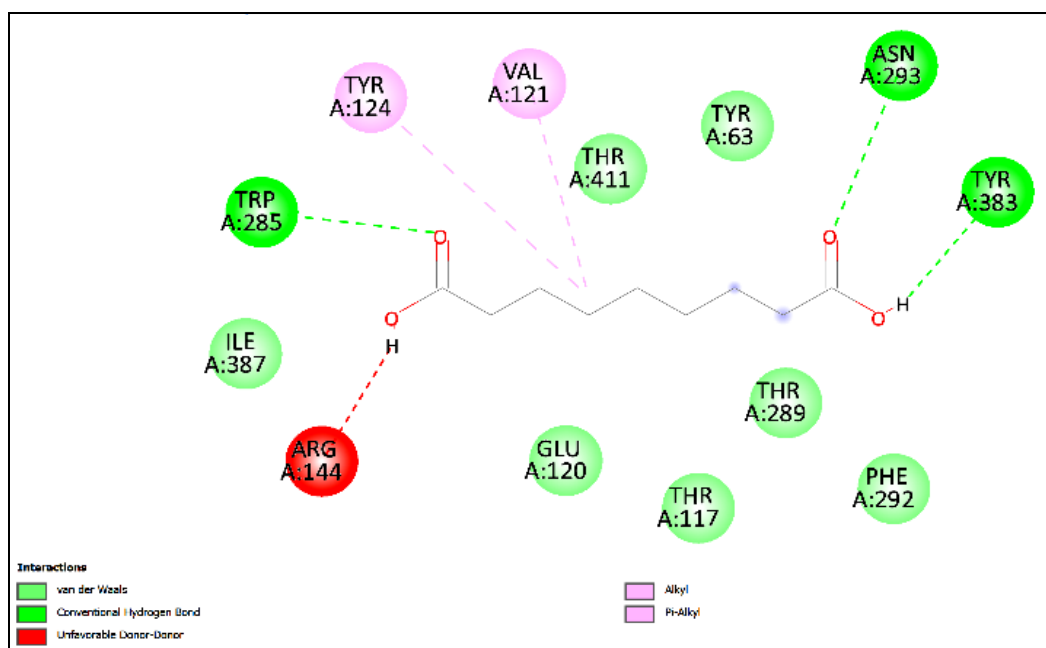 ASN
A:293
VAL
A:121
TYR
A:124
TYR
A:63
THR
A:411
TYR
A:383
TRP
A:285
O
O
O
H
O
H
ILE
A:387
THR
A:289
ARG
A:144
GLU
A:120
PHE
A:292
THR
A:117
Interactions
van der Waals
Conventional Hydrogen Bond
Unfavorable Donor-Donor
Alkyl
Pi-Alkyl